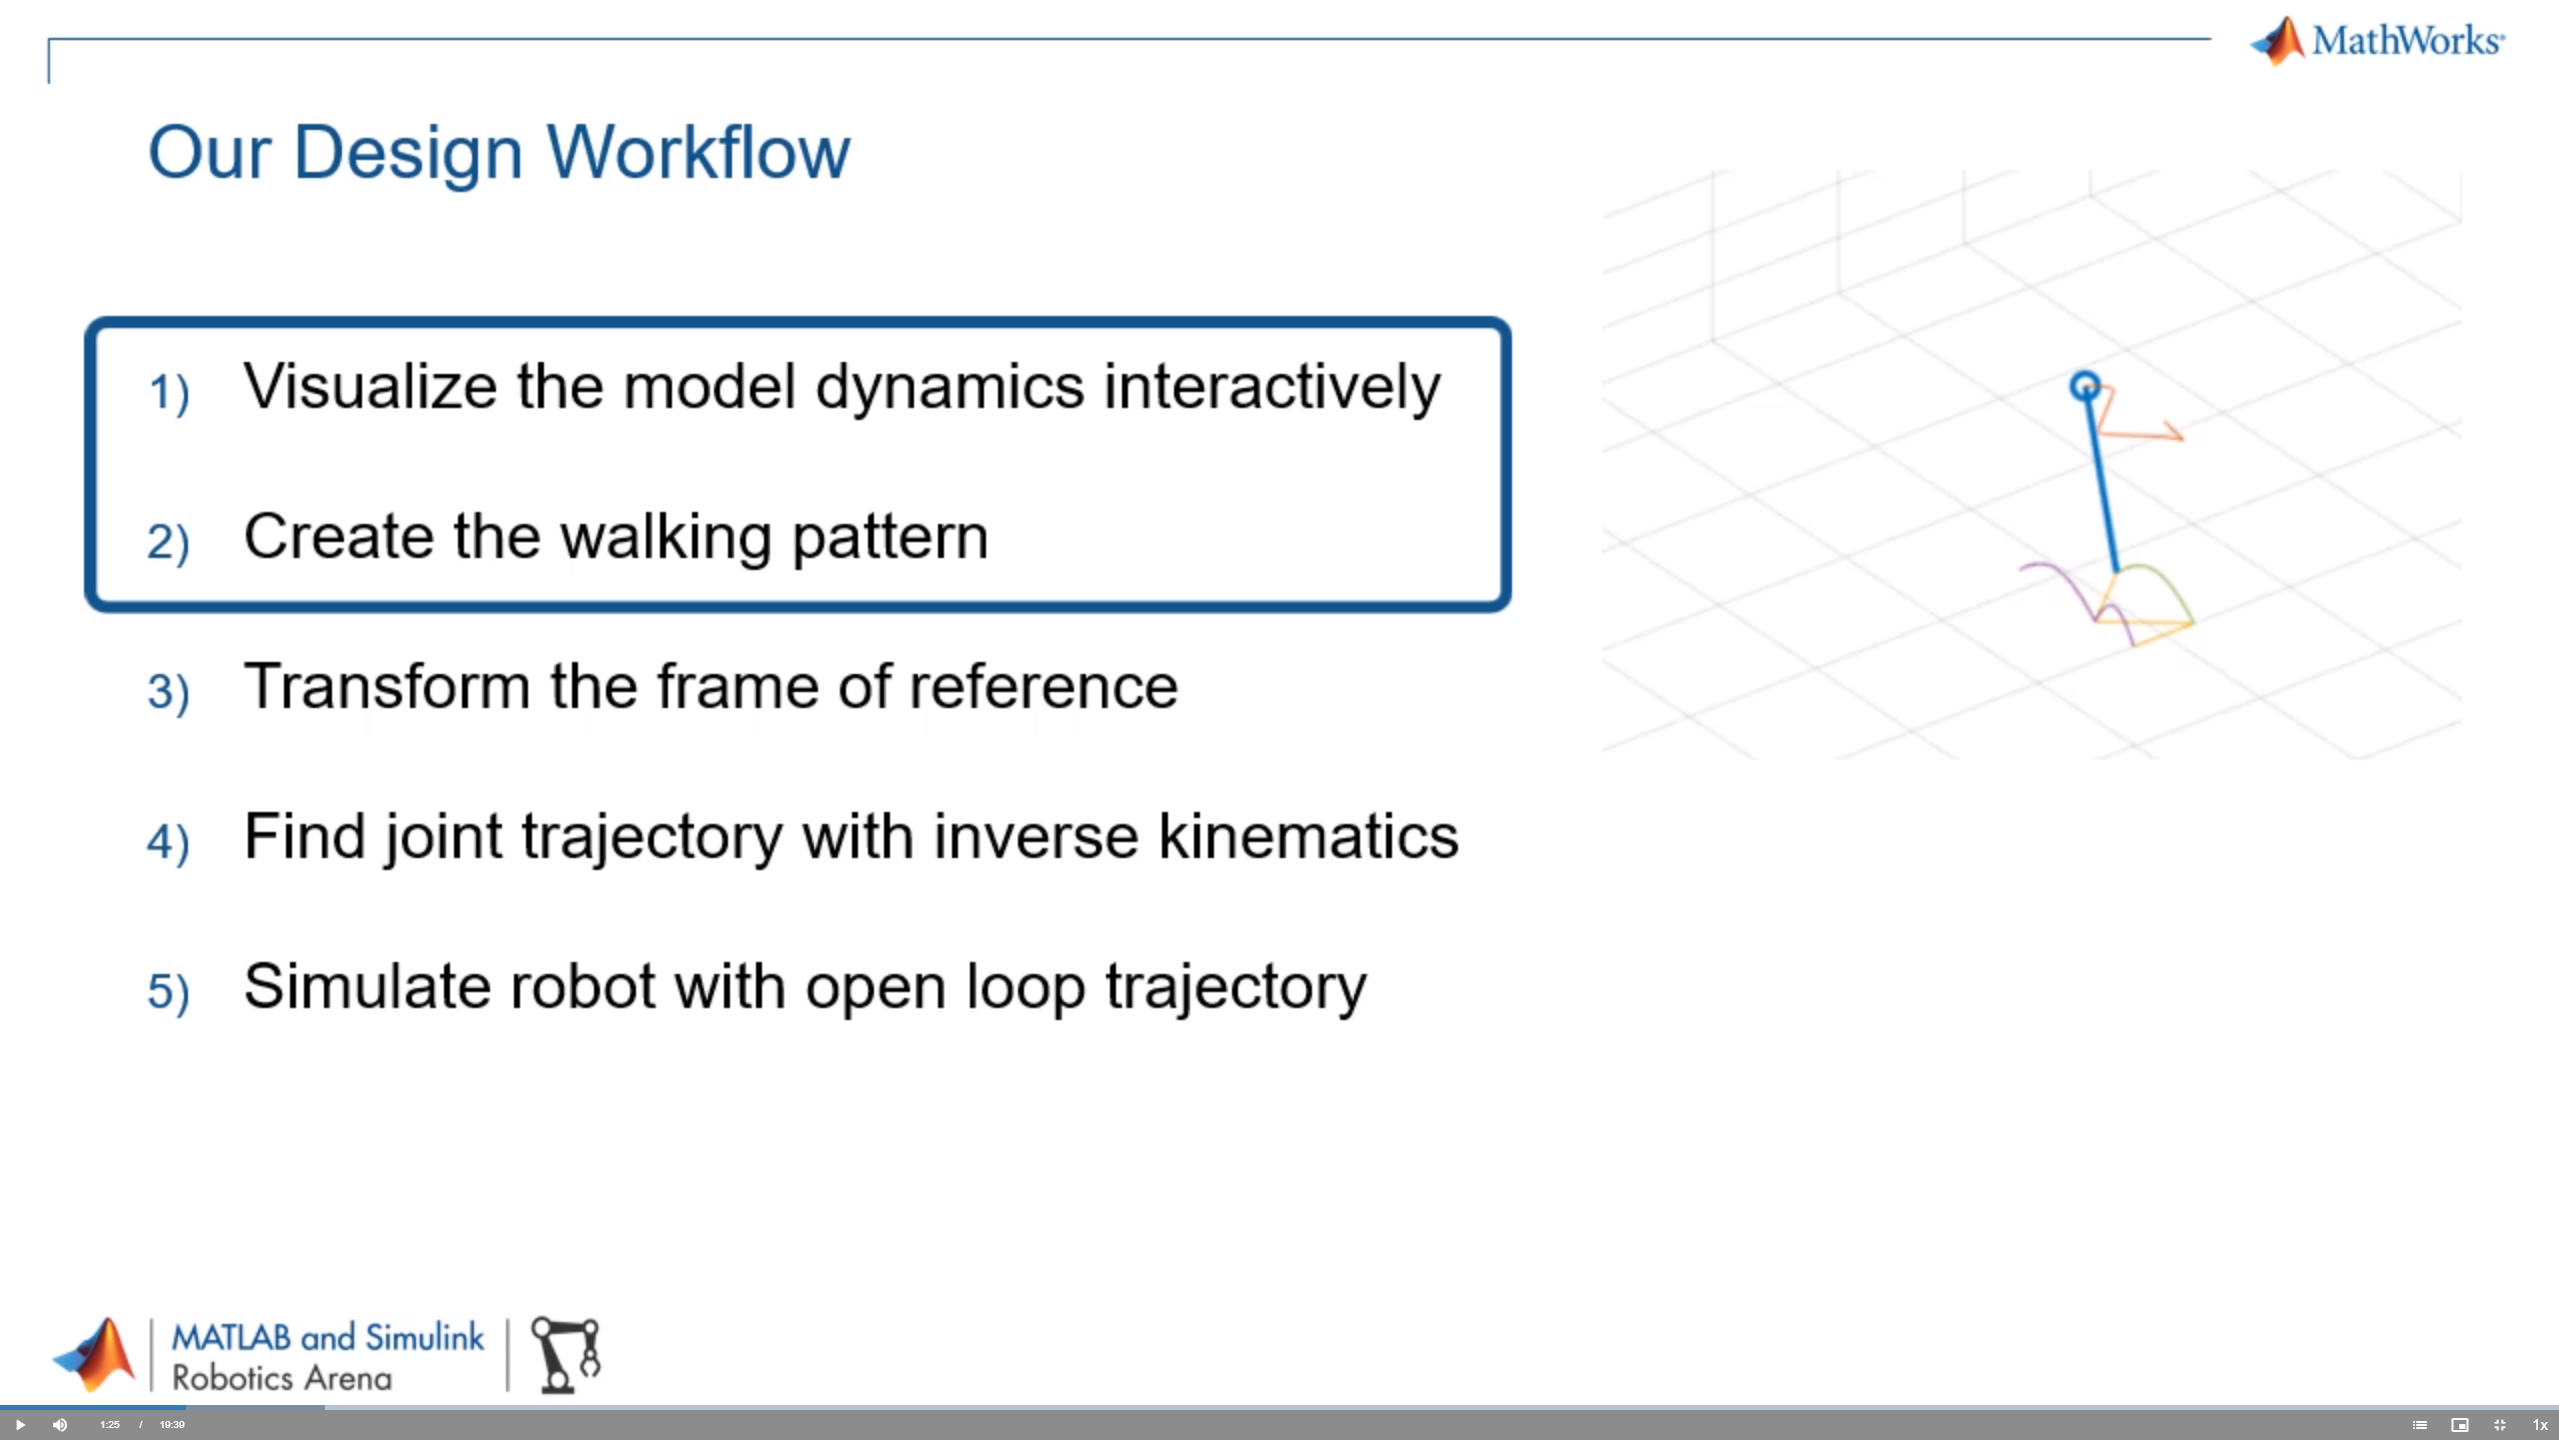 MathWorks®
Our Design Workflow
1) Visualize the model dynamics interactively
2) Create the walking pattern
3) Transform the frame of reference
4) Find joint trajectory with inverse kinematics
5) Simulate robot with open loop trajectory
MATLAB and Simulink
Robotics Arena
1:25 / 19:39
1x